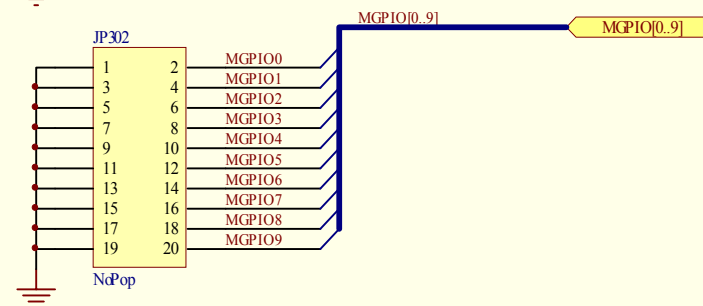 MGPIO[0..9]
MGPIO[0..9]
JP302
1 2 MGPIO0
3 4 MGPIO1
5 6 MGPIO2
7 8 MGPIO3
9 10 MGPIO4
11 12 MGPIO5
13 14 MGPIO6
15 16 MGPIO7
17 18 MGPIO8
19 20 MGPIO9
NoPop